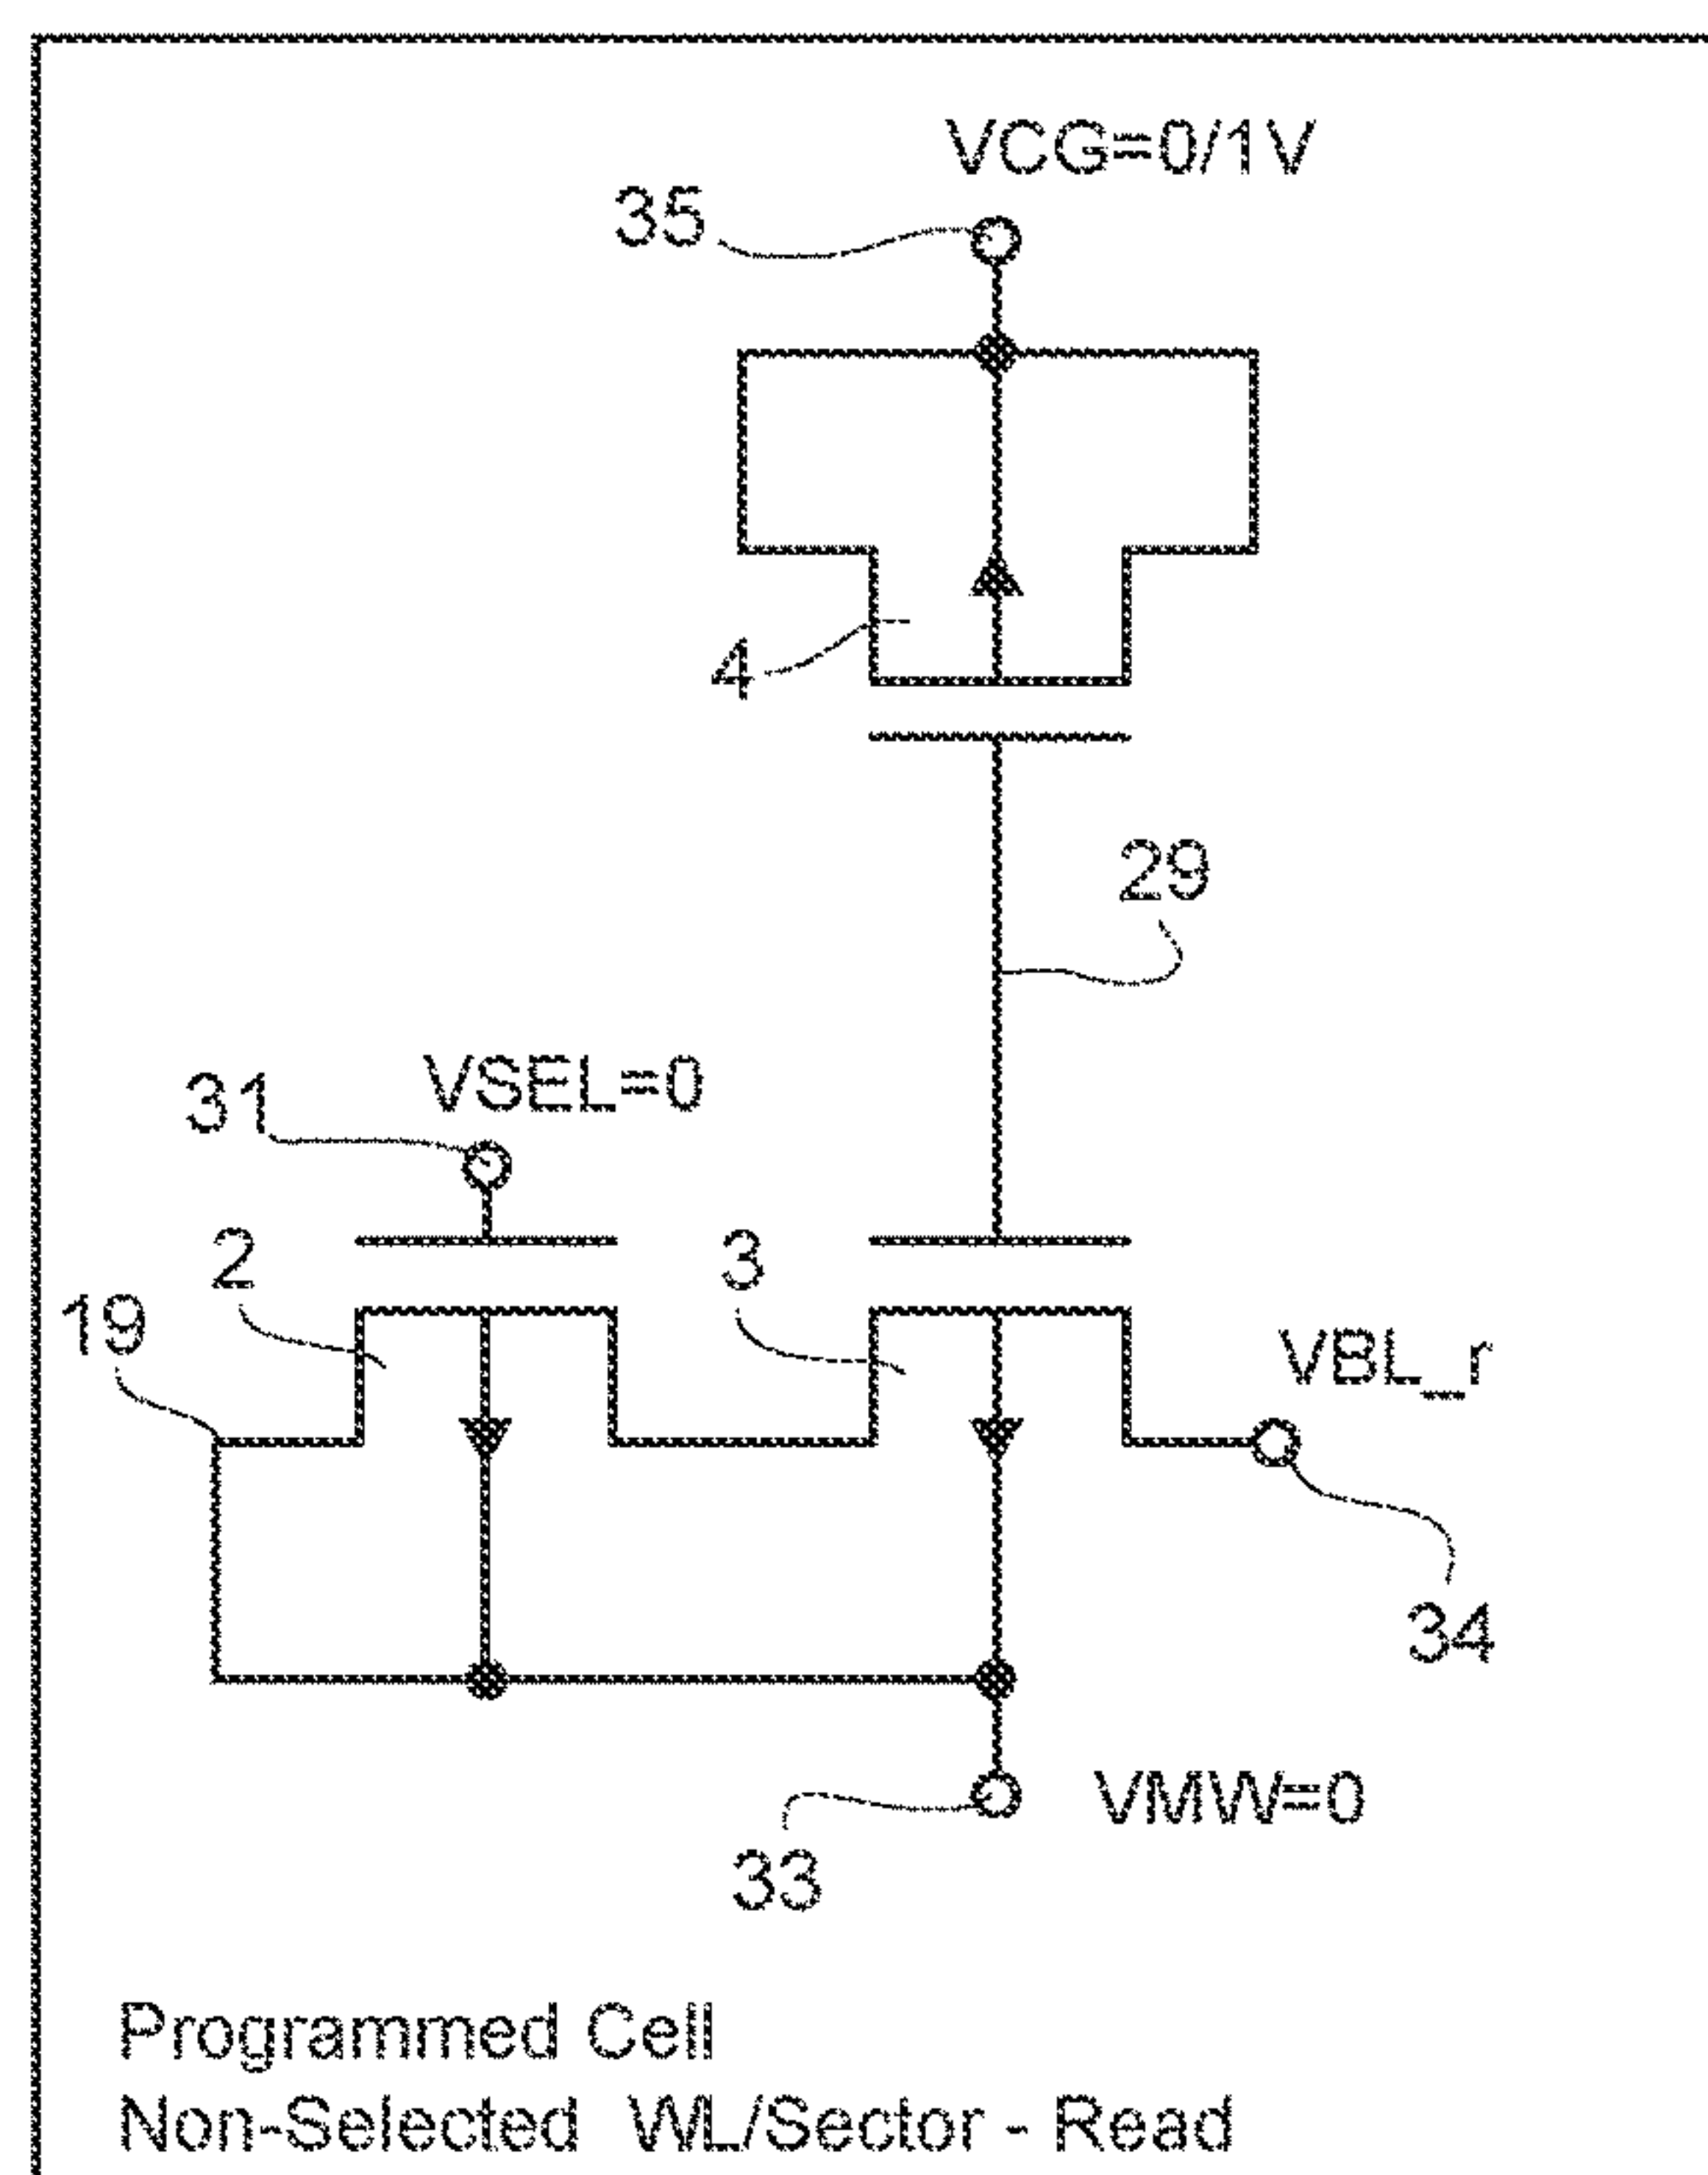 VCG=0/1V
35
4
29
VSEL=0
31
2
3
19
VBL_r
34
VMW=0
33
Programmed Cell
Non-Selected WL/Sector - Read